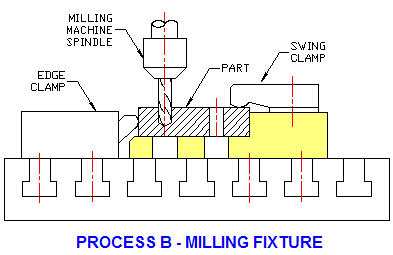 MILLING
MACHINE
SPINDLE
SWING
CLAMP
PART
EDGE
CLAMP
PROCESS B - MILLING FIXTURE